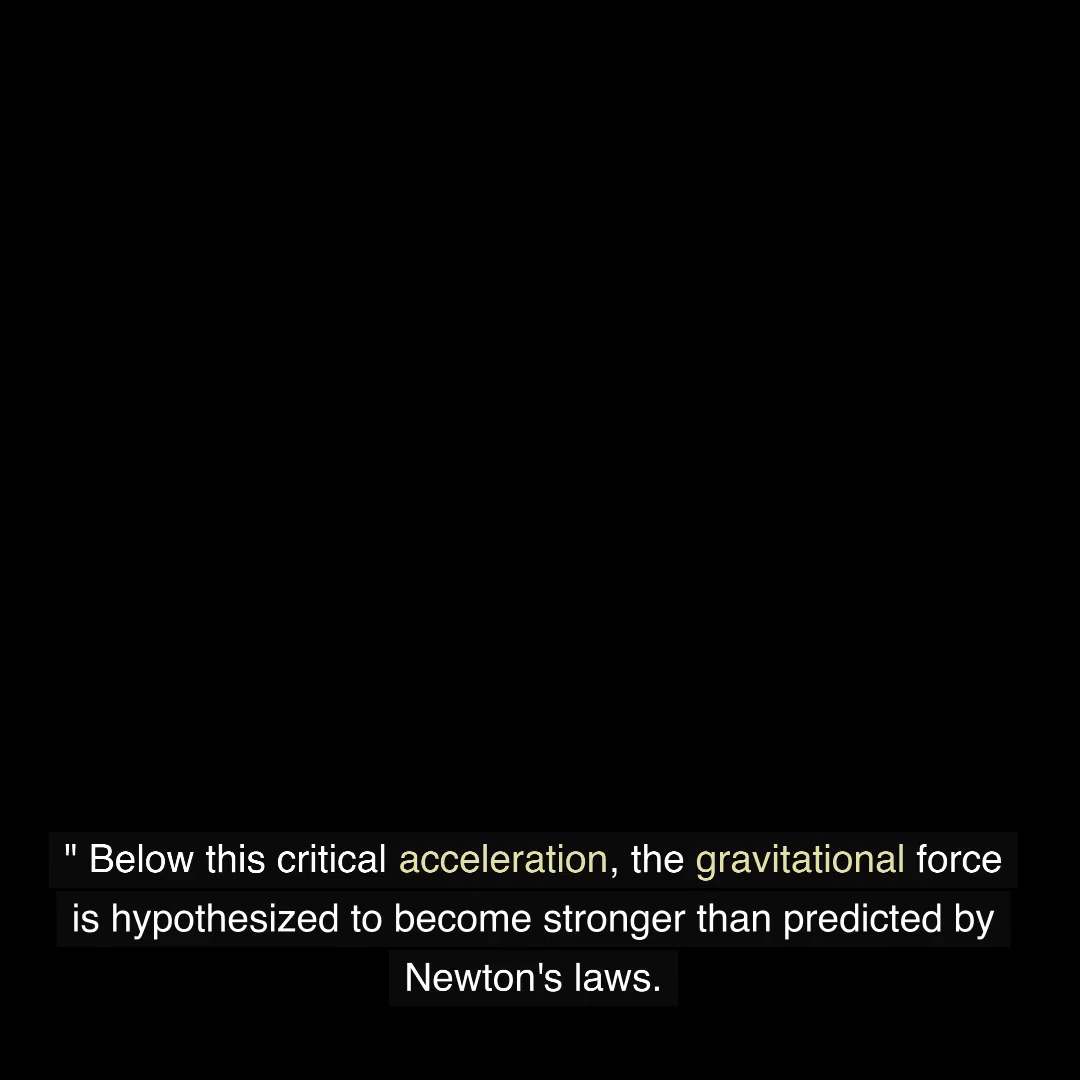 " Below this critical acceleration, the gravitational force
is hypothesized to become stronger than predicted by
Newton's laws.